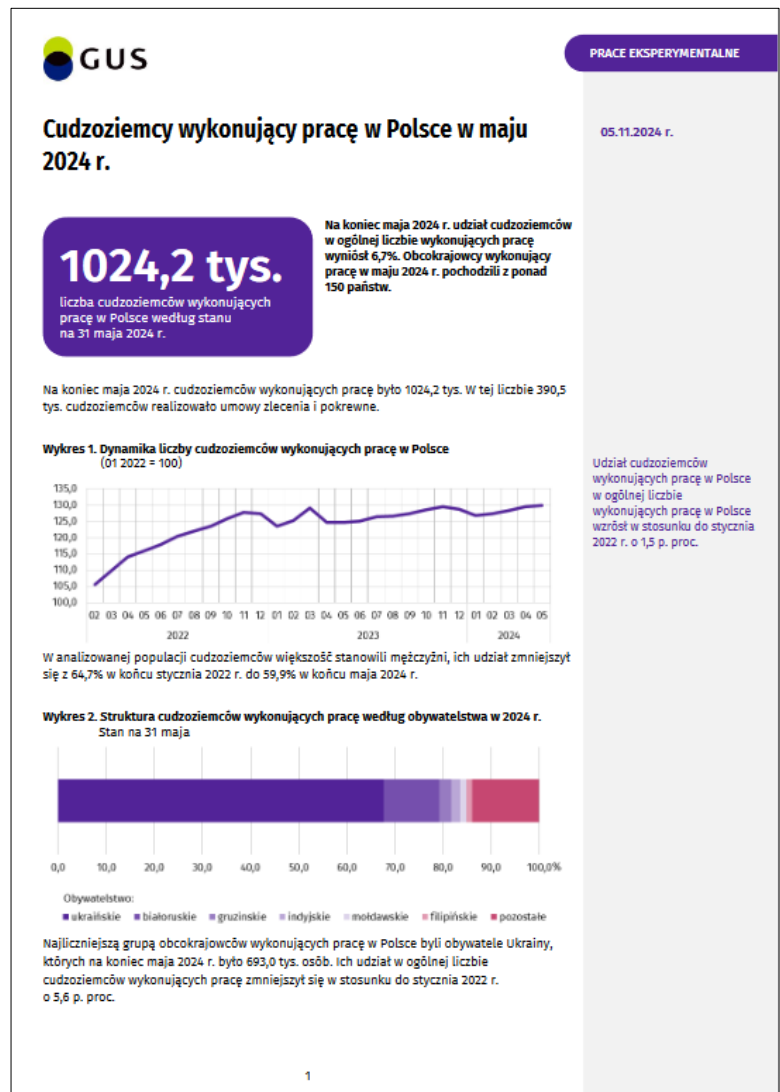 GUS
PRACE EKSPERYMENTALNE
Cudzoziemcy wykonujący pracę w Polsce w maju
2024 r.
05.11.2024 r.
1024,2 tys.
liczba cudzoziemców wykonujących
pracę w Polsce według stanu
na 31 maja 2024 r.
Na koniec maja 2024 r. udział cudzoziemców
w ogólnej liczbie wykonujących pracę
wyniósł 6,7%. Obcokrajowcy wykonujący
pracę w maju 2024 r. pochodzili z ponad
150 państw.
Na koniec maja 2024 r. cudzoziemców wykonujących pracę było 1024,2 tys. W tej liczbie 390,5
tys. cudzoziemców realizowało umowy zlecenia i pokrewne.
Wykres 1. Dynamika liczby cudzoziemców wykonujących pracę w Polsce
(01 2022 = 100)
135,0
130,0
125,0
120,0
115,0
110,0
105,0
100,0
02 03 04 05 06 07 08 09 10 11 12 01 02 03 04 05 06 07 08 09 10 11 12 01 02 03 04 05
2022 2023 2024
Udział cudzoziemców
wykonujących pracę w Polsce
w ogólnej liczbie
wykonujących pracę w Polsce
wzrósł w stosunku do stycznia
2022 r. o 1,5 p. proc.
W analizowanej populacji cudzoziemców większość stanowili mężczyźni, ich udział zmniejszył
się z 64,7% w końcu stycznia 2022 r. do 59,9% w końcu maja 2024 r.
Wykres 2. Struktura cudzoziemców wykonujących pracę według obywatelstwa w 2024 r.
Stan na 31 maja
0,0 10,0 20,0 30,0 40,0 50,0 60,0 70,0 80,0 90,0 100,0%
Obywatelstwo:
ukraińskie białoruskie gruzinskie indyjskie mołdawskie filipińskie pozostałe
Najliczniejszą grupą obcokrajowców wykonujących pracę w Polsce byli obywatele Ukrainy,
których na koniec maja 2024 r. było 693,0 tys. osób. Ich udział w ogólnej liczbie
cudzoziemców wykonujących pracę zmniejszył się w stosunku do stycznia 2022 r.
o 5,6 p. proc.
1